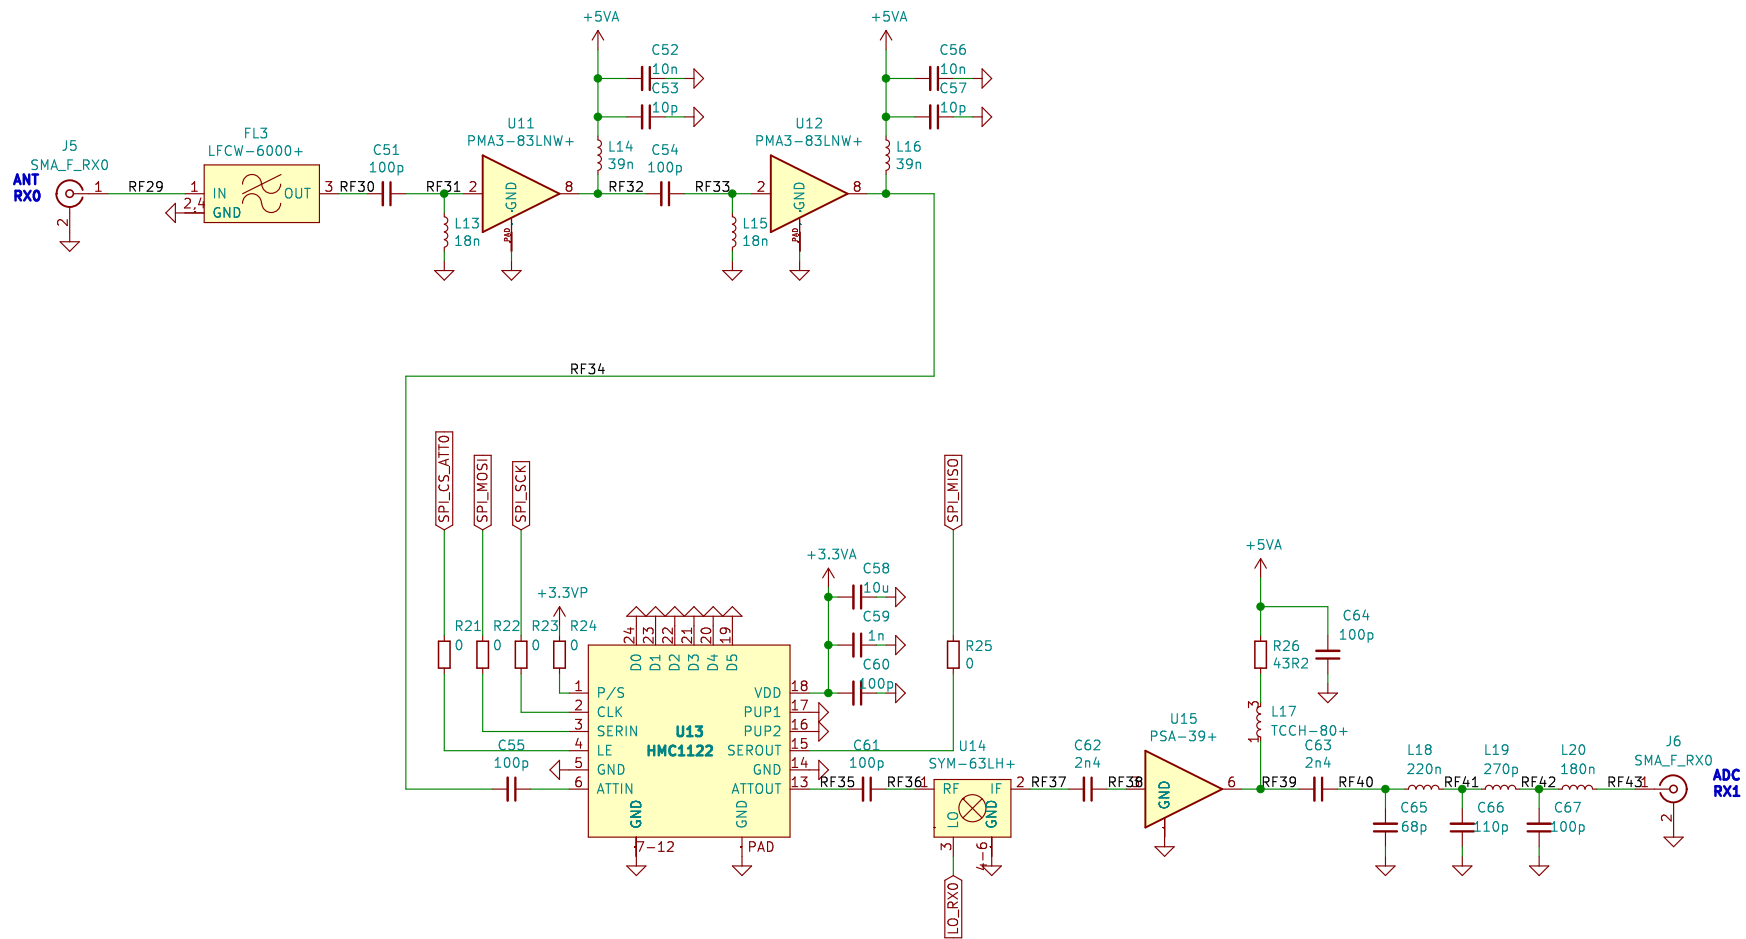 +5VA
+5VA
C52
10n
C53
10p
C56
10n
C57
10p
J5
SMA_F_RX0
ANT
RX0
1
2
RF29
FL3
LFCW-6000+
1
IN
OUT
3
2,4
GND
RF30
C51
100p
RF31
L13
18n
U11
PMA3-83LNW+
2
8
GND
PAD
L14
39n
RF32
C54
100p
RF33
L15
18n
U12
PMA3-83LNW+
2
8
GND
PAD
L16
39n
RF34
SPI_CS_ATT0
SPI_MOSI
SPI_SCK
SPI_MISO
+3.3VP
R21
0
R22
0
R23
0
R24
0
+3.3VA
C58
10u
C59
1n
C60
100p
R25
0
24
23
22
21
20
19
D0
D1
D2
D3
D4
D5
1
P/S
2
CLK
3
SERIN
4
LE
5
GND
6
ATTIN
VDD
18
PUP1
17
PUP2
16
SEROUT
15
GND
14
ATTOUT
13
U13
HMC1122
GND
7-12
GND
PAD
C55
100p
RF35
C61
100p
RF36
U14
SYM-63LH+
1
RF
IF
2
LO
GND
3
4-6
LO_RX0
RF37
C62
2n4
RF38
3
U15
PSA-39+
GND
6
+5VA
C64
100p
R26
43R2
3
L17
TCCH-80+
1
RF39
C63
2n4
RF40
L18
220n
C65
68p
RF41
L19
270p
C66
110p
RF42
L20
180n
C67
100p
RF43
J6
SMA_F_RX0
1
2
ADC
RX1